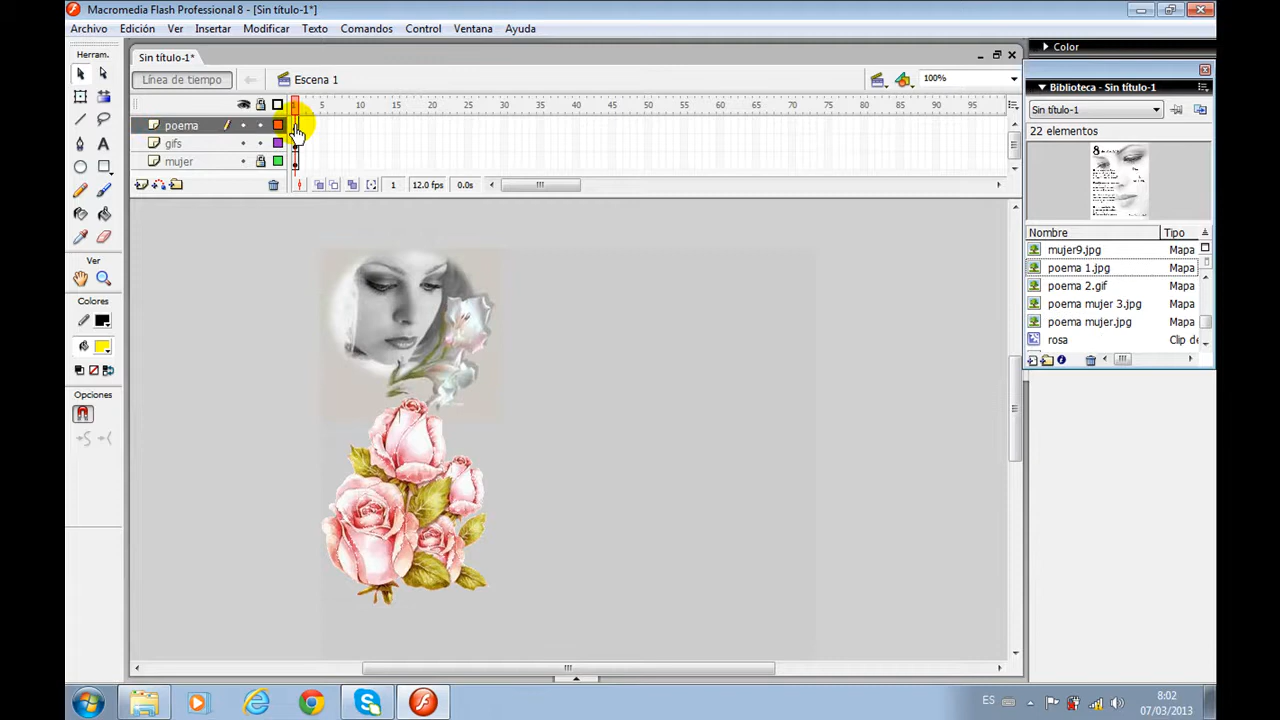 Macromedia Flash Professional 8 - [Sin título-1*]
Archivo Edición Ver Insertar Modificar Texto Comandos Control Ventana Ayuda
Herram.
Sin título-1*
Color
Línea de tiempo
Escena 1
100%
Biblioteca - Sin título-1
5 10 15 20 25 30 35 40 45 50 55 60 65 70 75 80 85 90 95
Sin título-1
poema
22 elementos
gifs
mujer
1 12.0 fps 0.0s
Nombre Tipo
mujer9.jpg Mapa
Ver
poema 1.jpg Mapa
poema 2.gif Mapa
Colores
poema mujer 3.jpg Mapa
poema mujer.jpg Mapa
rosa Clip de
Opciones
ES
8:02
07/03/2013